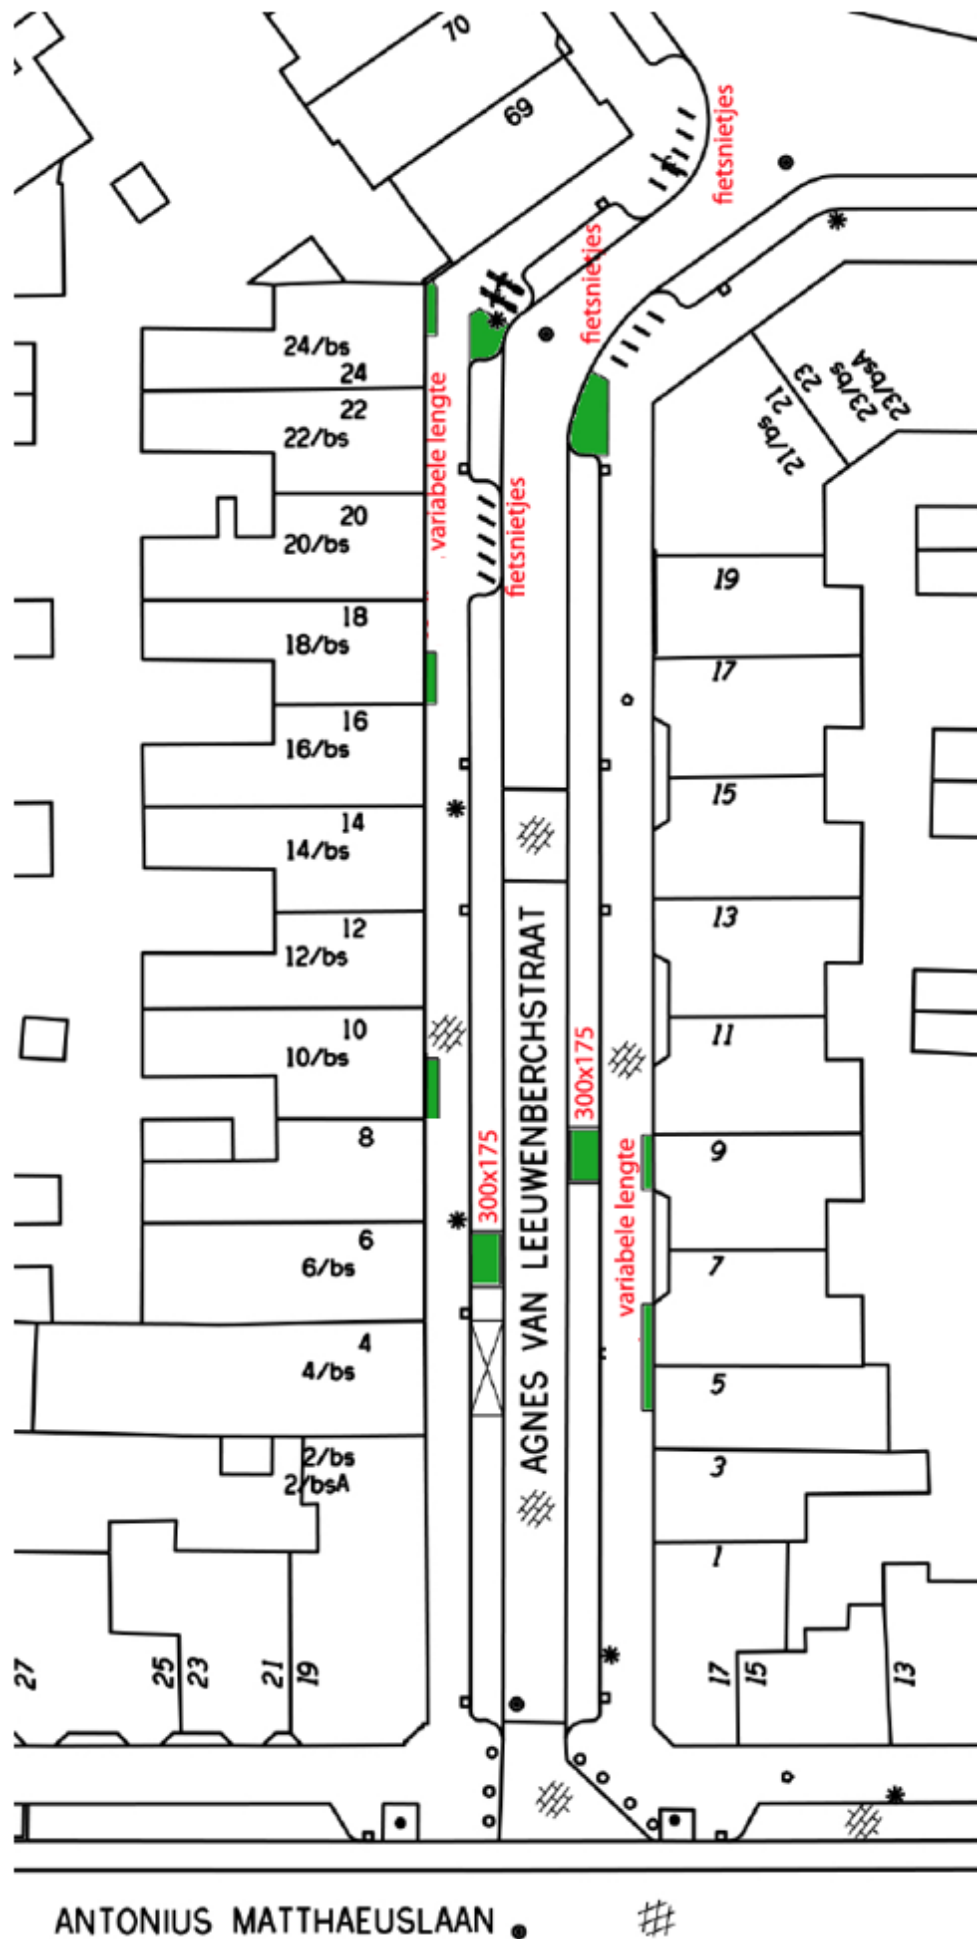 70
69
fietsnietjes
fietsnietjes
24/bs
24
22
22/bs
variabele lengte
23
23/bs
23/bsA
21
21/bs
fietsnietjes
20
20/bs
19
18
18/bs
17
16
16/bs
15
14
14/bs
13
12
12/bs
10
10/bs
11
300x175
8
300x175
9
variabele lengte
AGNES VAN LEEUWENBERCHSTRAAT
6
6/bs
7
4
4/bs
5
2/bs
2/bsA
3
1
27
25
23
21
19
17
15
13
ANTONIUS MATTHAEUSLAAN